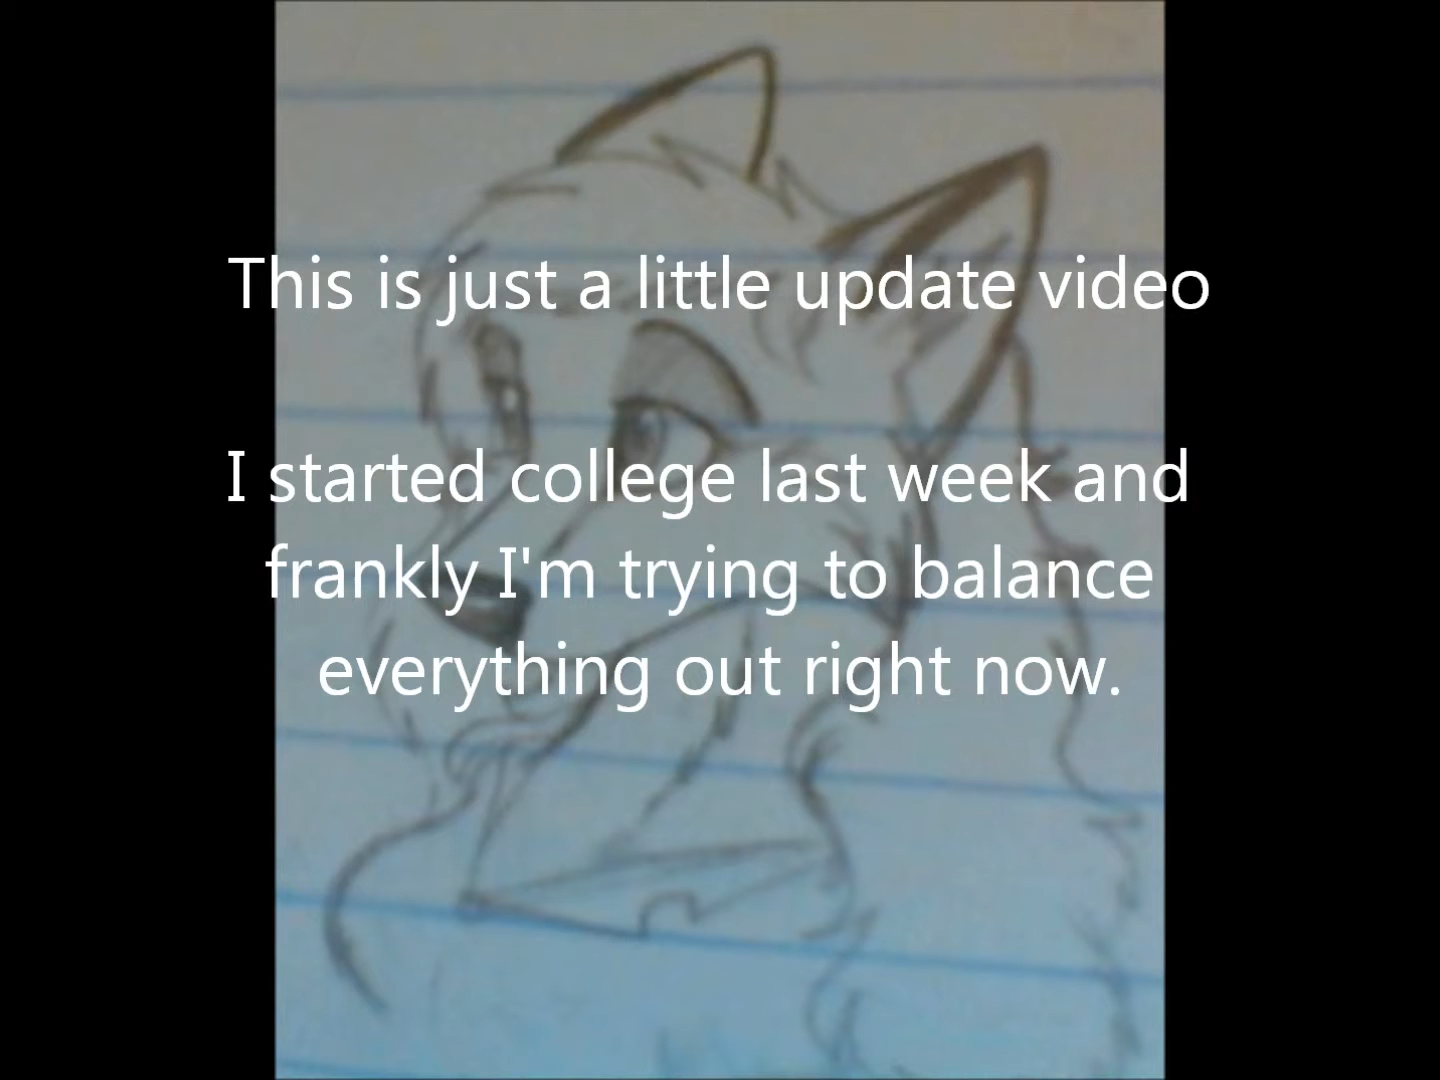 This is just a little update video
I started college last week and
frankly I'm trying to balance
everything out right now.